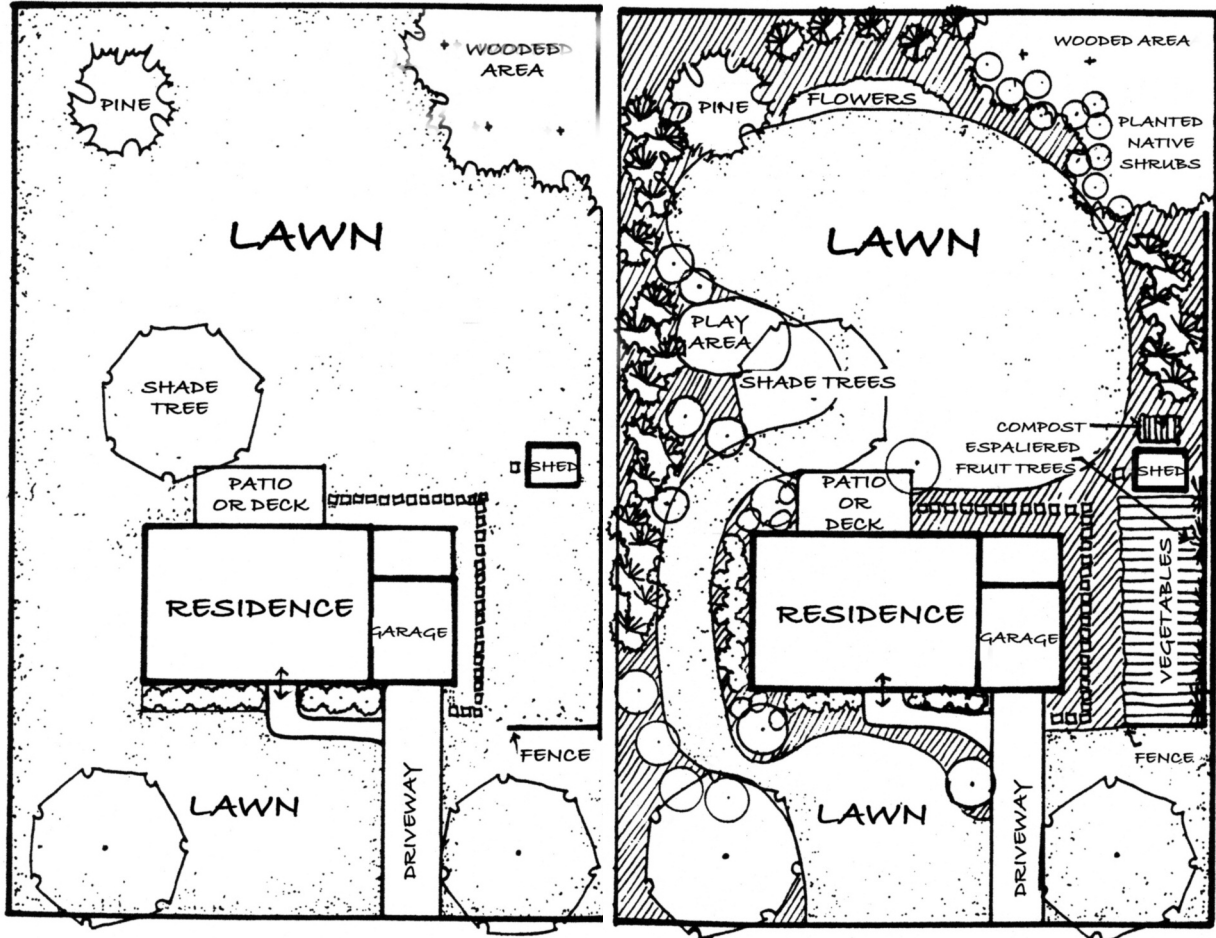 WOODED
AREA
PINE
LAWN
SHADE
TREE
SHED
PATIO
OR DECK
RESIDENCE
GARAGE
FENCE
LAWN
DRIVEWAY
WOODED AREA
PINE
FLOWERS
PLANTED
NATIVE
SHRUBS
LAWN
PLAY
AREA
SHADE TREES
COMPOST
ESPALIERED
FRUIT TREES
SHED
PATIO
OR
DECK
RESIDENCE
GARAGE
VEGETABLES
FENCE
LAWN
DRIVEWAY